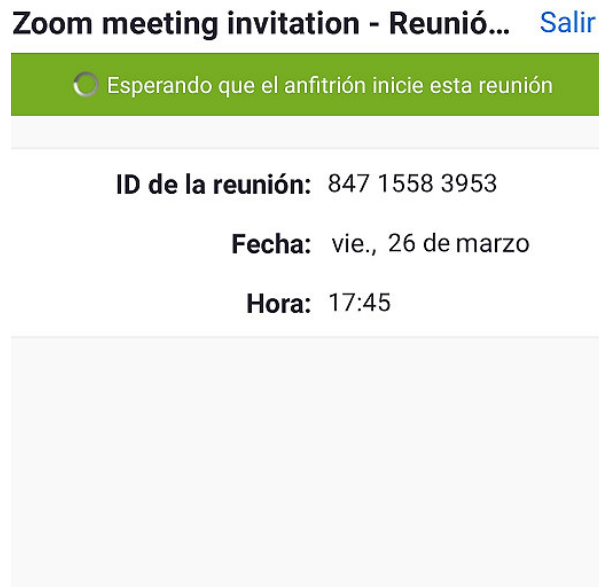 Zoom meeting invitation - Reunió... Salir
Esperando que el anfitrión inicie esta reunión
ID de la reunión: 847 1558 3953
Fecha: vie., 26 de marzo
Hora: 17:45